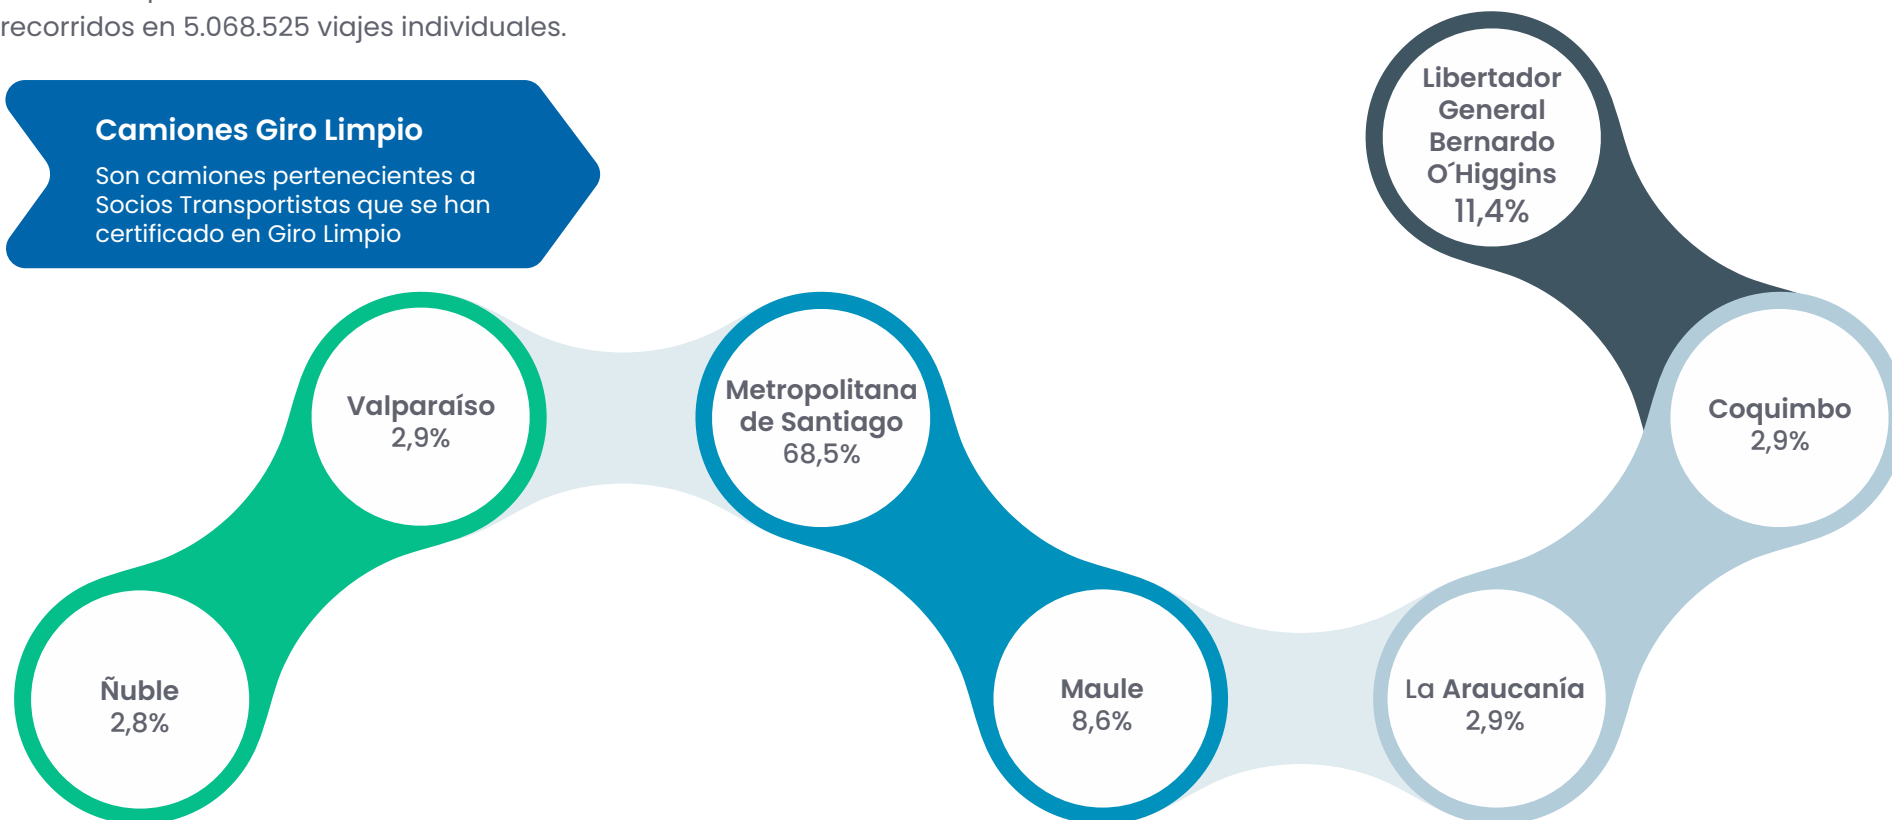 recorridos en 5.068.525 viajes individuales.
Camiones Giro Limpio
Son camiones pertenecientes a
Socios Transportistas que se han
certificado en Giro Limpio
Libertador
General
Bernardo
O´Higgins
11,4%
Valparaíso
2,9%
Metropolitana
de Santiago
68,5%
Coquimbo
2,9%
Ñuble
2,8%
Maule
8,6%
La Araucanía
2,9%